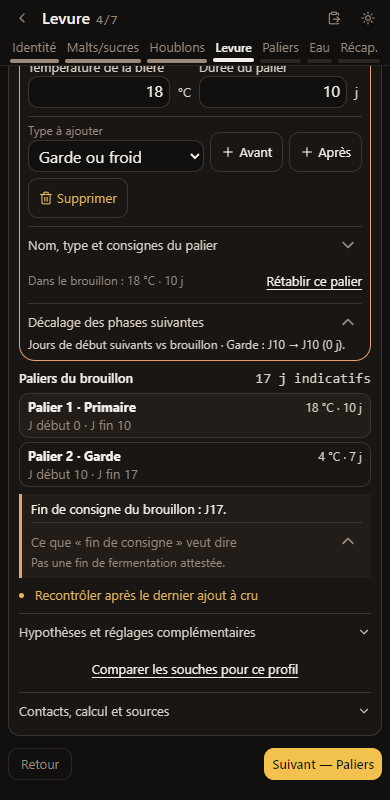 Levure 4/7
Identité Malts/sucres Houblons Levure Paliers Eau Récap.
Température de la bière Durée du palier
18 °C 10 j
Type à ajouter
Garde ou froid + Avant + Après
Supprimer
Nom, type et consignes du palier
Dans le brouillon : 18 °C · 10 j Rétablir ce palier
Décalage des phases suivantes
Jours de début suivants vs brouillon · Garde : J10 → J10 (0 j).
Paliers du brouillon 17 j indicatifs
Palier 1 · Primaire 18 °C · 10 j
J début 0 · J fin 10
Palier 2 · Garde 4 °C · 7 j
J début 10 · J fin 17
Fin de consigne du brouillon : J17.
Ce que « fin de consigne » veut dire
Pas une fin de fermentation attestée.
• Recontrôler après le dernier ajout à cru
Hypothèses et réglages complémentaires
Comparer les souches pour ce profil
Contacts, calcul et sources
Retour Suivant — Paliers